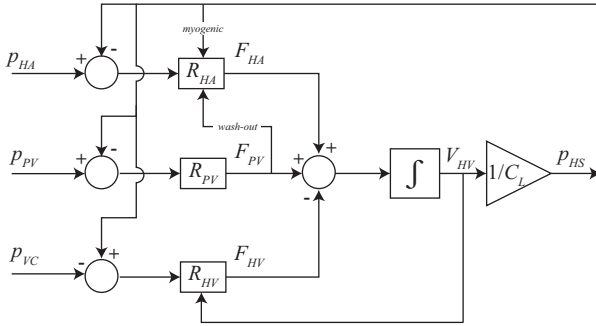 myogenic
-
p_HA
+
R_HA
F_HA
wash-out
+
-
p_PV
+
R_PV
F_PV
+
-
∫
V_HV
1/C_L
p_HS
p_VC
-
+
R_HV
F_HV